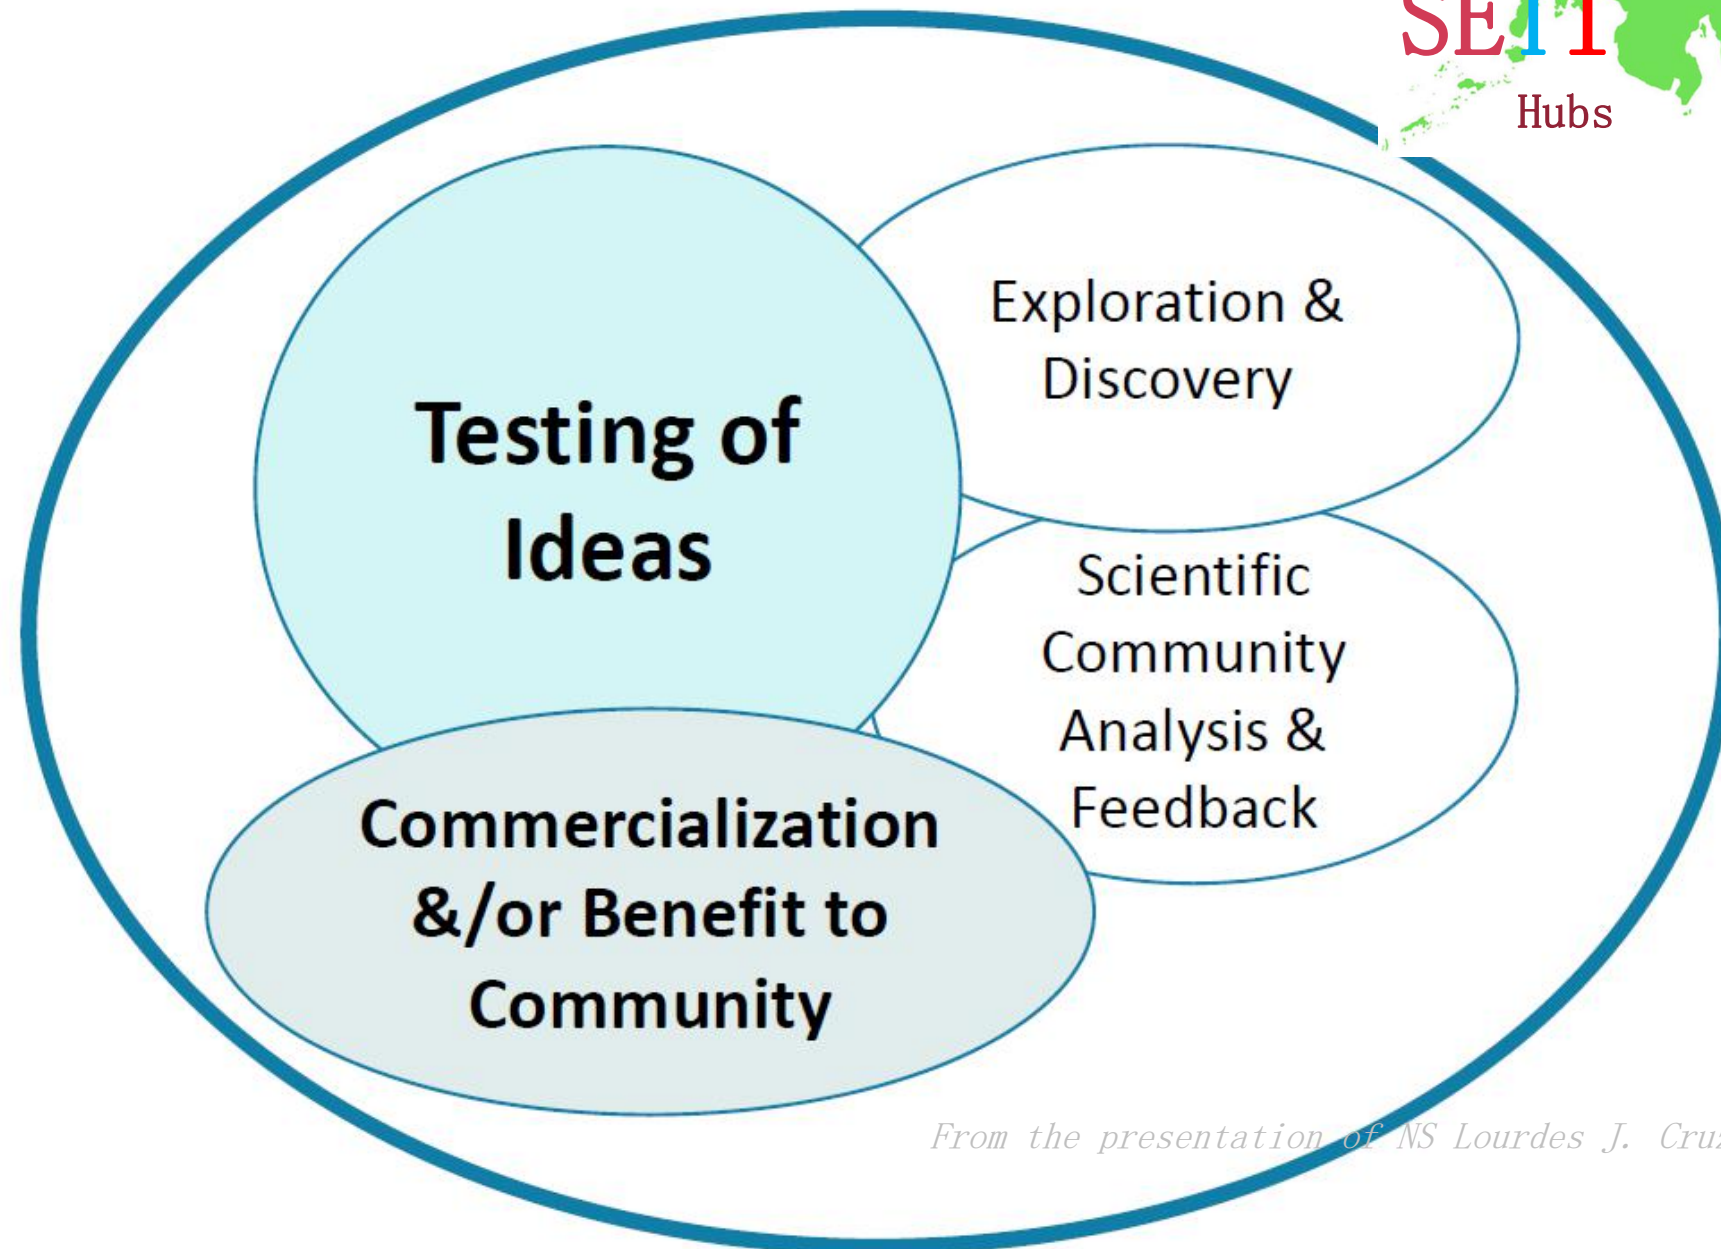 Hubs
Exploration &
Discovery
Testing of
Ideas
Scientific
Community
Analysis &
Feedback
Commercialization
&/or Benefit to
Community
From the presentation of NS Lourdes J.